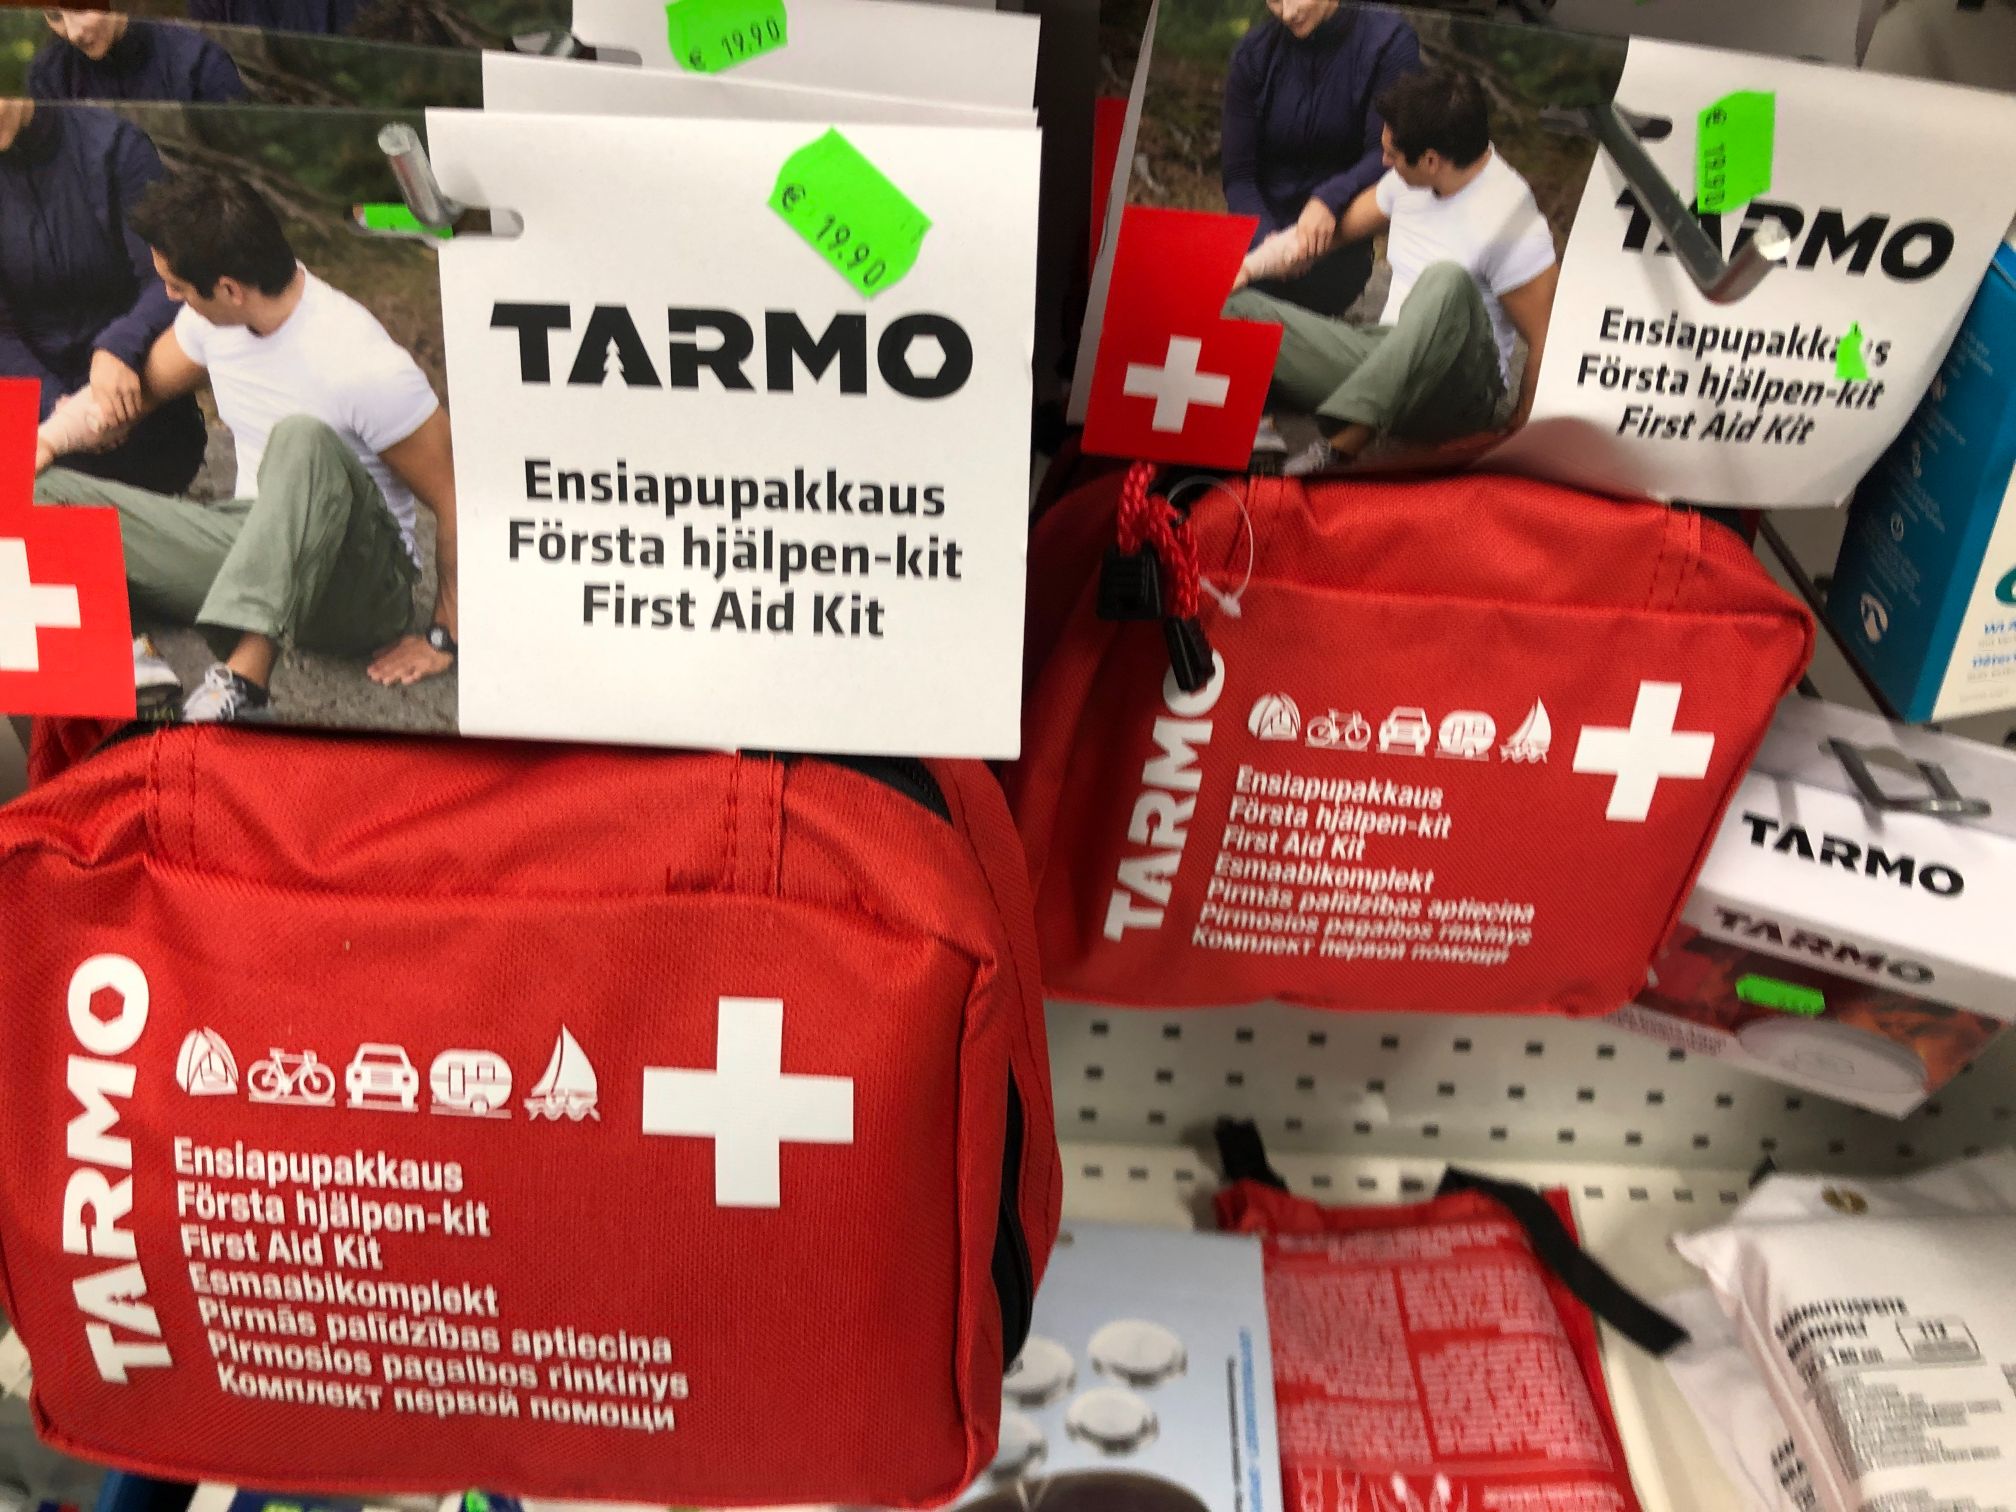 € 19.90
€ 19.90
TARMO
Ensiapupakkaus
Första hjälpen-kit
First Aid Kit
TARMO
Ensiapupakkaus
Första hjälpen-kit
First Aid Kit
Esmaabikomplekt
Pirmās palīdzības aptieciņa
Pirmosios pagalbos rinkinys
Комплект первой помощи
€ 19.90
TARMO
Ensiapupakkaus
Första hjälpen-kit
First Aid Kit
TARMO
Ensiapupakkaus
Första hjälpen-kit
First Aid Kit
Esmaabikomplekt
Pirmās palīdzības aptieciņa
Pirmosios pagalbos rinkinys
Комплект первой помощи
TARMO
TARMO